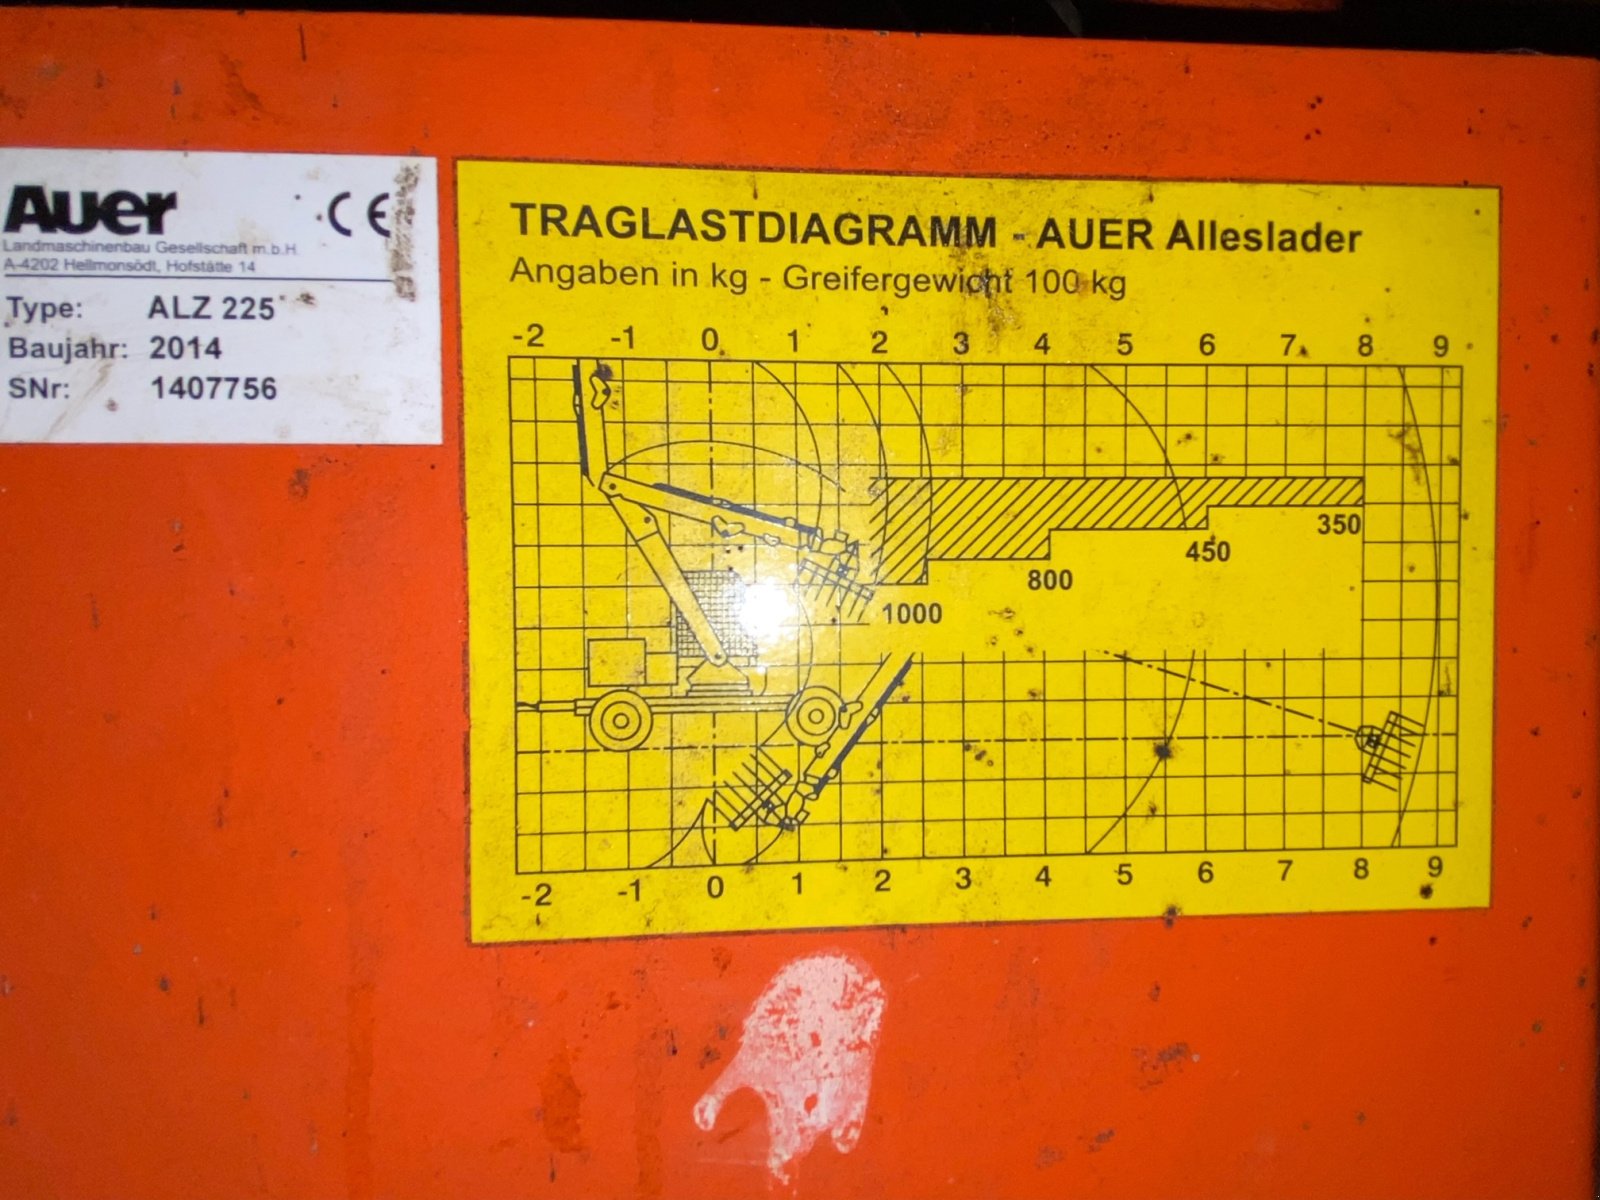 Auer CE
Landmaschinenbau Gesellschaft m.b.H.
A-4202 Hellmonsödt, Hofstätte 14
Type: ALZ 225
Baujahr: 2014
SNr: 1407756
TRAGLASTDIAGRAMM - AUER Alleslader
Angaben in kg - Greifergewicht 100 kg
-2 -1 0 1 2 3 4 5 6 7 8 9
350
450
800
1000
-2 -1 0 1 2 3 4 5 6 7 8 9